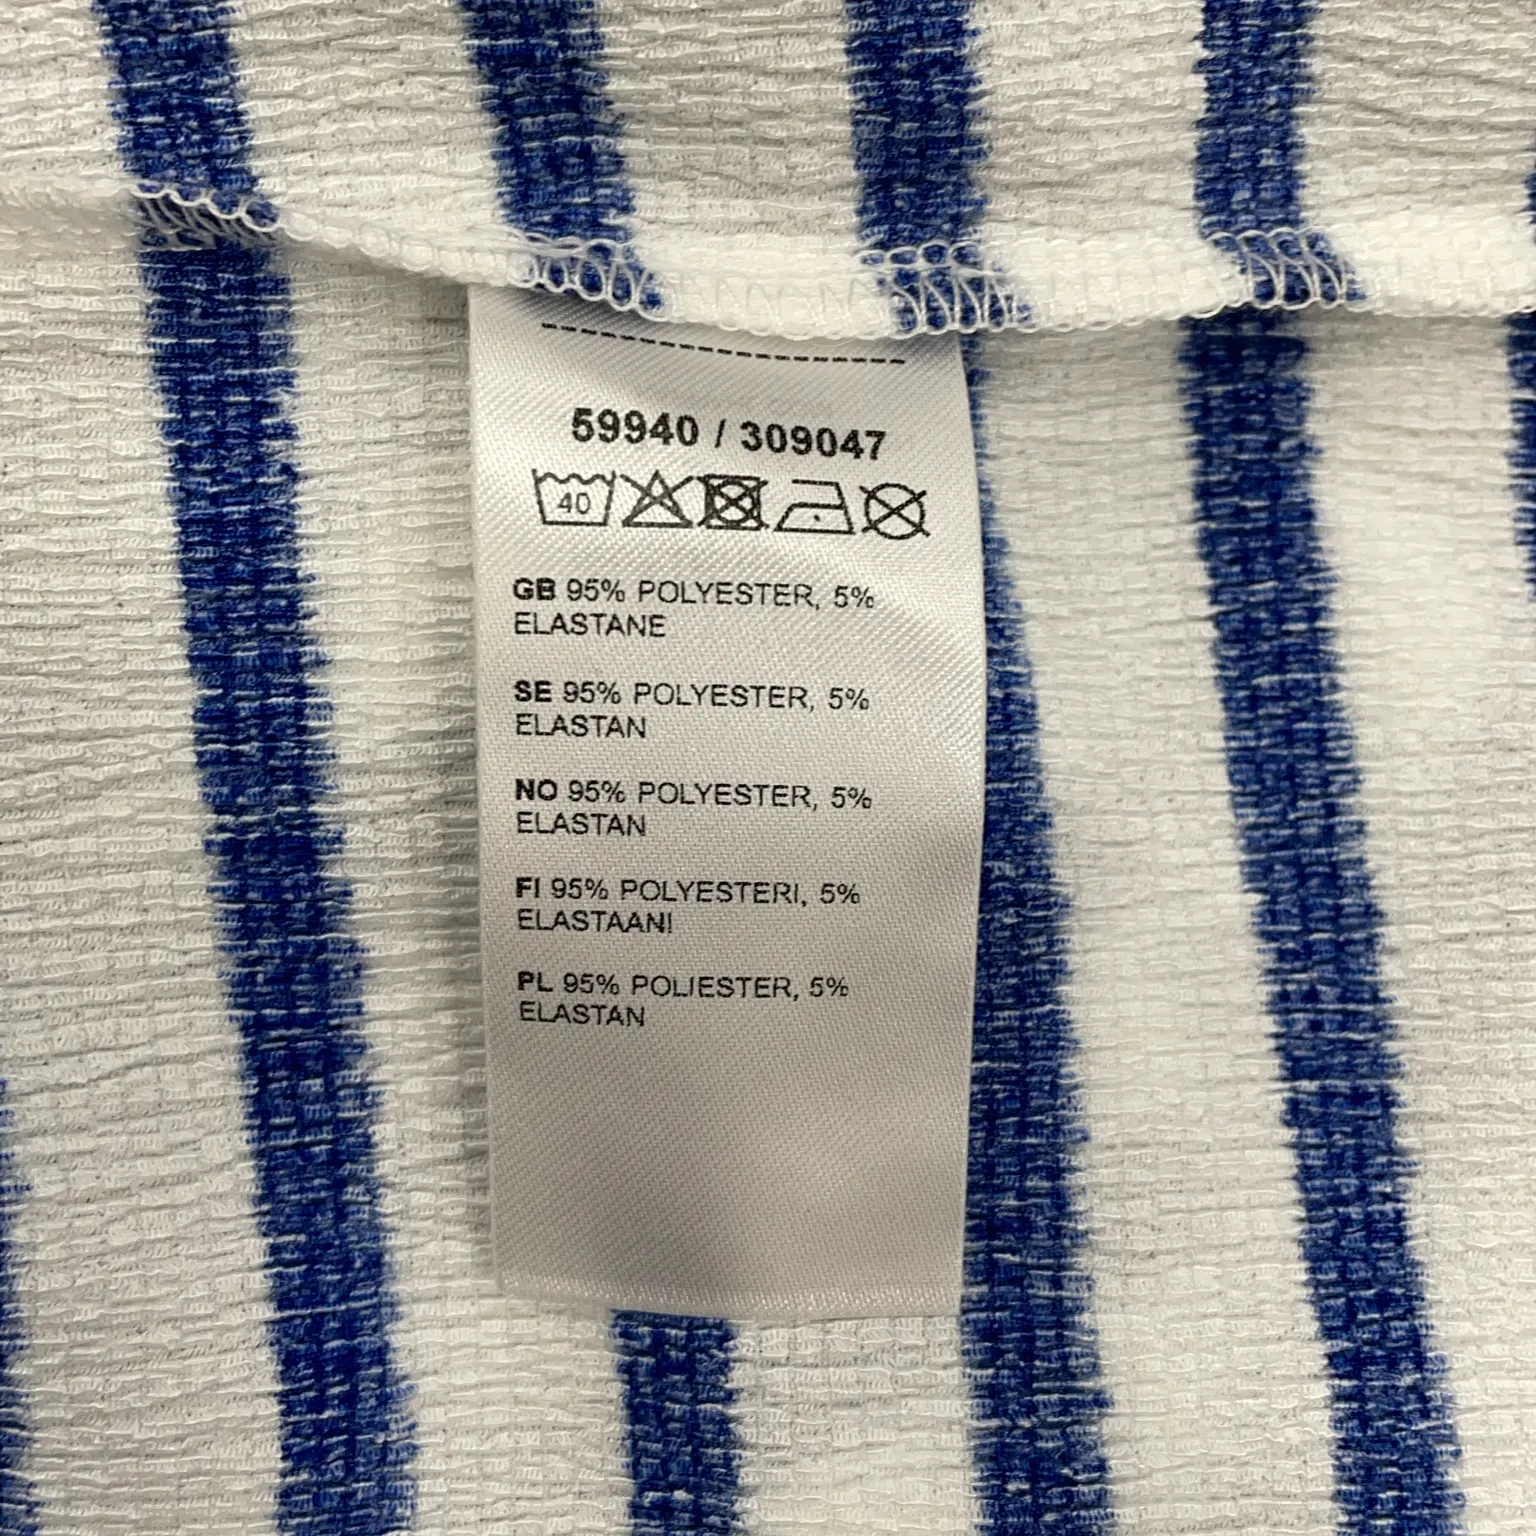 59940 / 309047
40
GB 95% POLYESTER, 5%
ELASTANE
SE 95% POLYESTER, 5%
ELASTAN
NO 95% POLYESTER, 5%
ELASTAN
FI 95% POLYESTERI, 5%
ELASTAANI
PL 95% POLIESTER, 5%
ELASTAN